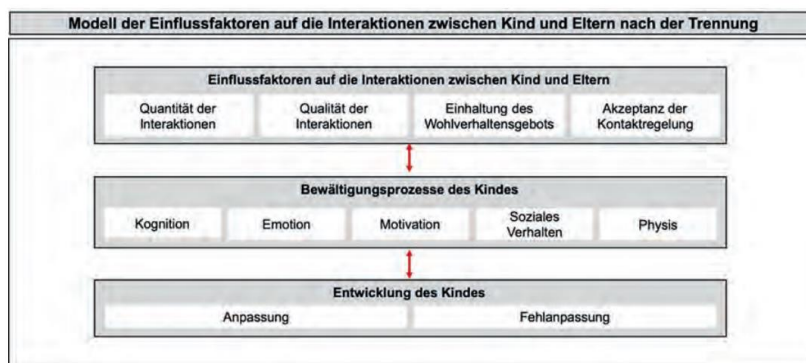 Modell der Einflussfaktoren auf die Interaktionen zwischen Kind und Eltern nach der Trennung
Einflussfaktoren auf die Interaktionen zwischen Kind und Eltern
Quantität der
Interaktionen
Qualität der
Interaktionen
Einhaltung des
Wohlverhaltensgebots
Akzeptanz der
Kontaktregelung
Bewältigungsprozesse des Kindes
Kognition
Emotion
Motivation
Soziales
Verhalten
Physis
Entwicklung des Kindes
Anpassung
Fehlanpassung